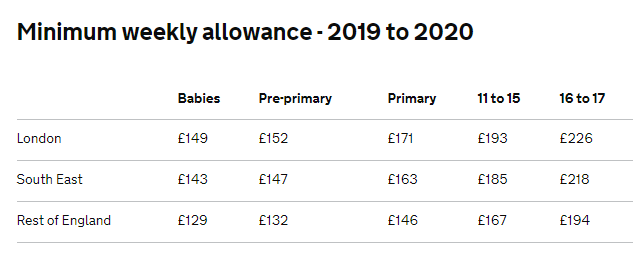 Minimum weekly allowance - 2019 to 2020
Babies Pre-primary Primary 11 to 15 16 to 17
London £149 £152 £171 £193 £226
South East £143 £147 £163 £185 £218
Rest of England £129 £132 £146 £167 £194